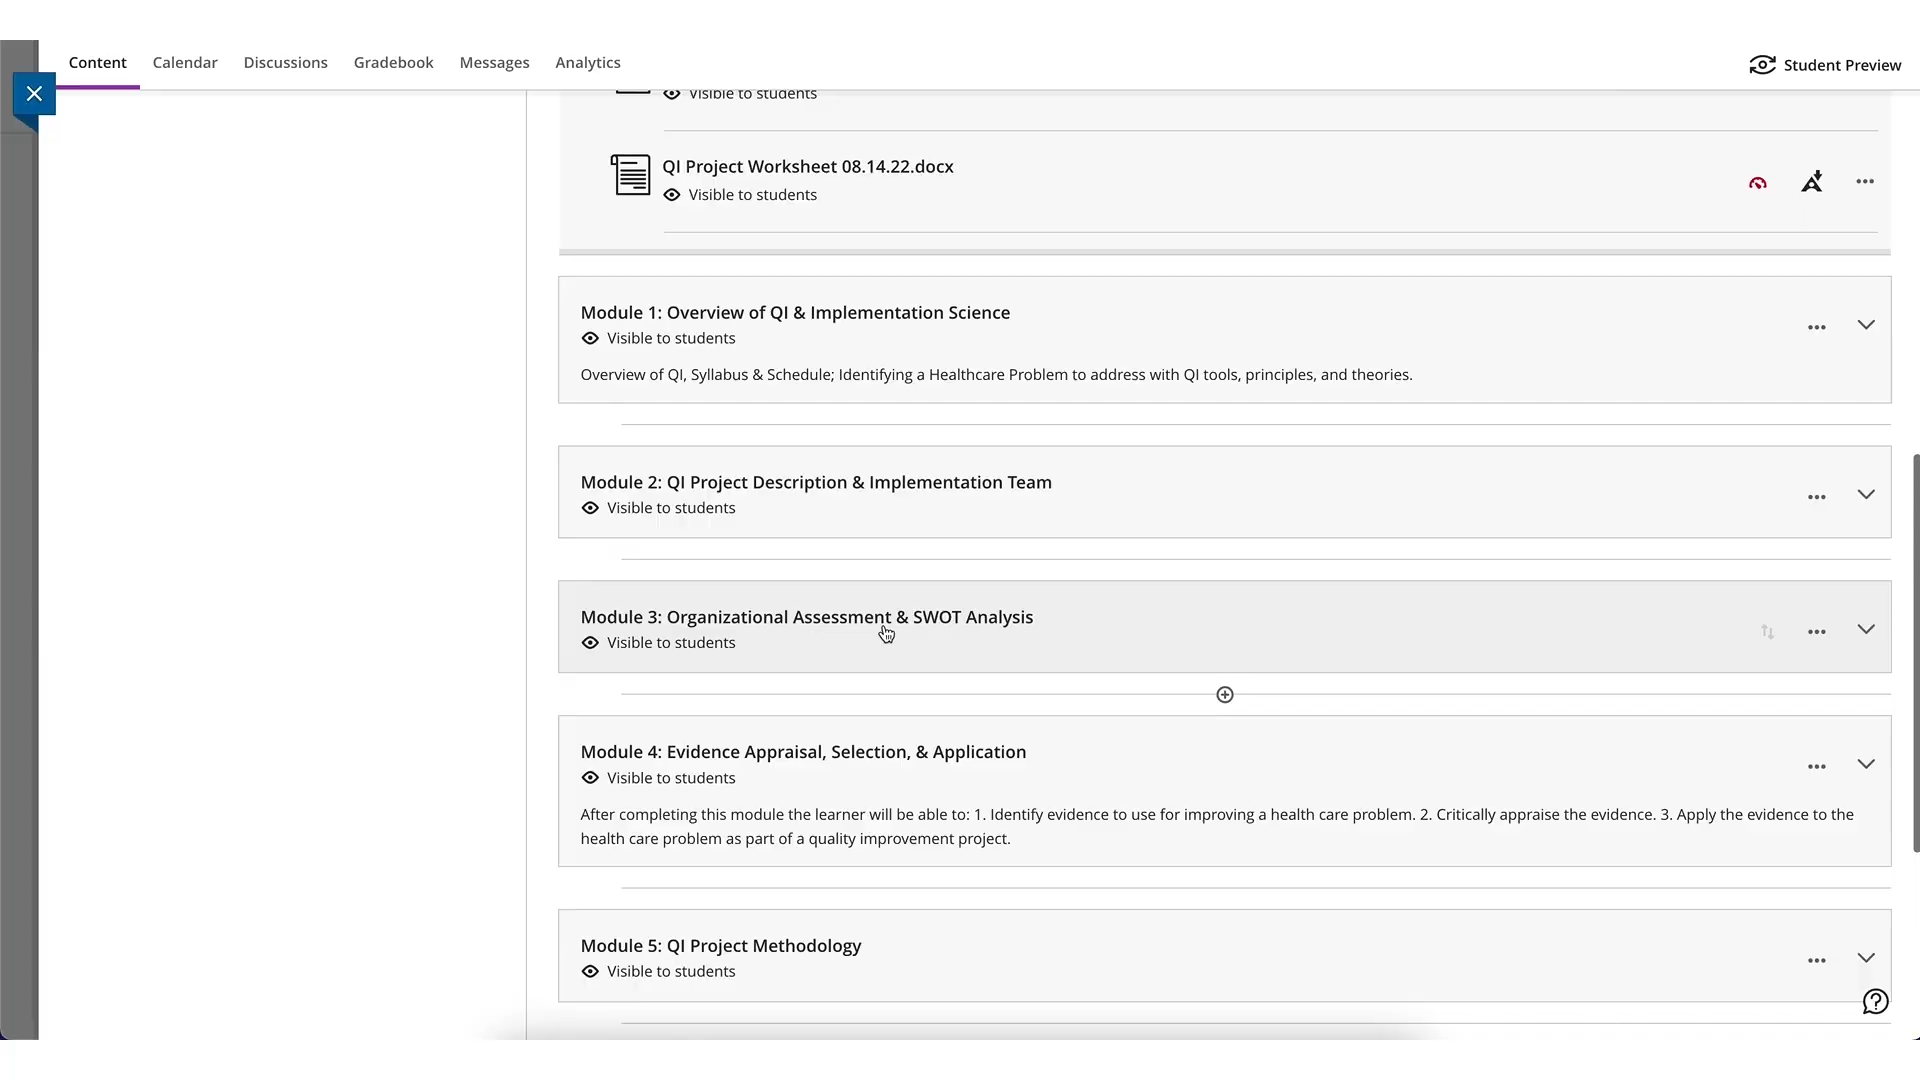 Content Calendar Discussions Gradebook Messages Analytics
Student Preview
Visible to students
QI Project Worksheet 08.14.22.docx
Visible to students
Module 1: Overview of QI & Implementation Science
Visible to students
Overview of QI, Syllabus & Schedule; Identifying a Healthcare Problem to address with QI tools, principles, and theories.
Module 2: QI Project Description & Implementation Team
Visible to students
Module 3: Organizational Assessment & SWOT Analysis
Visible to students
Module 4: Evidence Appraisal, Selection, & Application
Visible to students
After completing this module the learner will be able to: 1. Identify evidence to use for improving a health care problem. 2. Critically appraise the evidence. 3. Apply the evidence to the
health care problem as part of a quality improvement project.
Module 5: QI Project Methodology
Visible to students